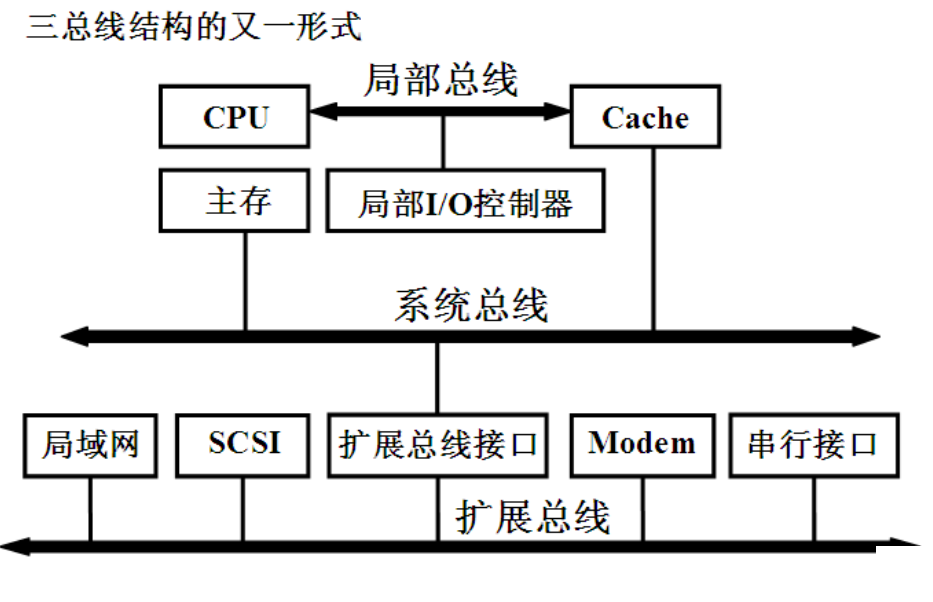 三总线结构的又一形式
局部总线
CPU
Cache
主存
局部I/O控制器
系统总线
局域网
SCSI
扩展总线接口
Modem
串行接口
扩展总线